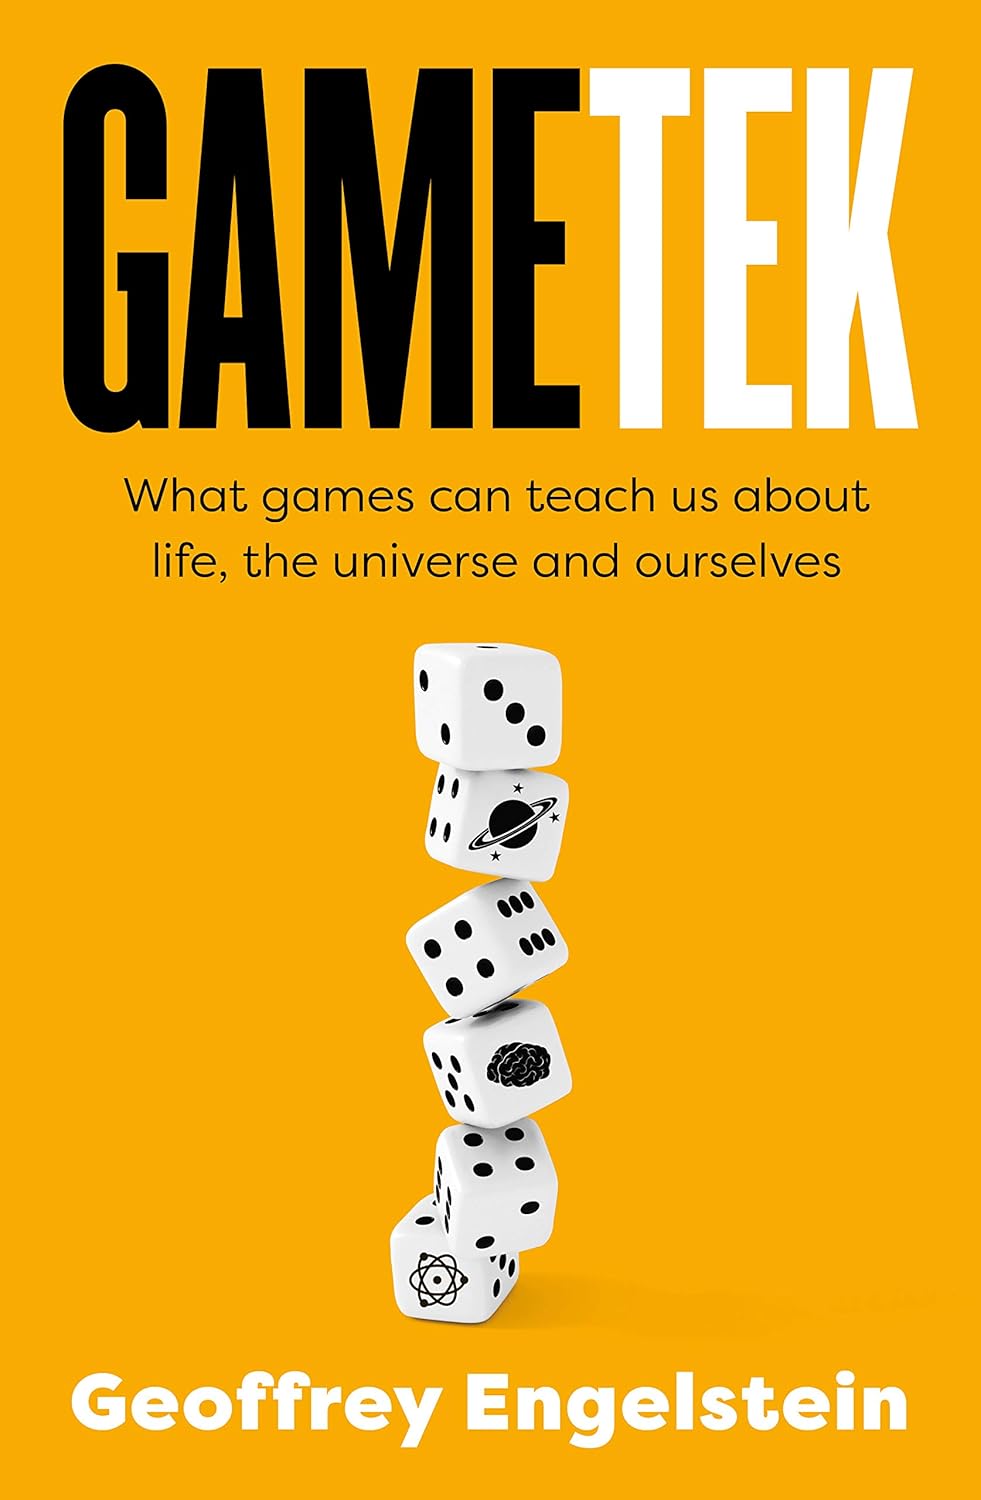 GAMETEK
What games can teach us about
life, the universe and ourselves
Geoffrey Engelstein